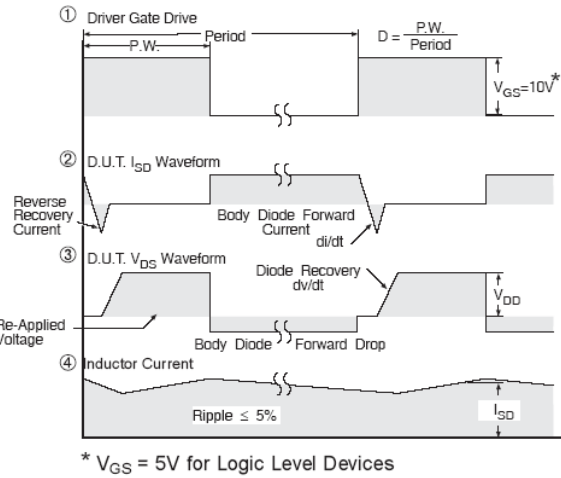 ① Driver Gate Drive
Period
P.W.
D = P.W.
Period
VGS=10V*
② D.U.T. ISD Waveform
Reverse
Recovery
Current
Body Diode Forward
Current
di/dt
③ D.U.T. VDS Waveform
Diode Recovery
dv/dt
VDD
Re-Applied
Voltage
Body Diode Forward Drop
④ Inductor Current
Ripple ≤ 5%
ISD
* VGS = 5V for Logic Level Devices